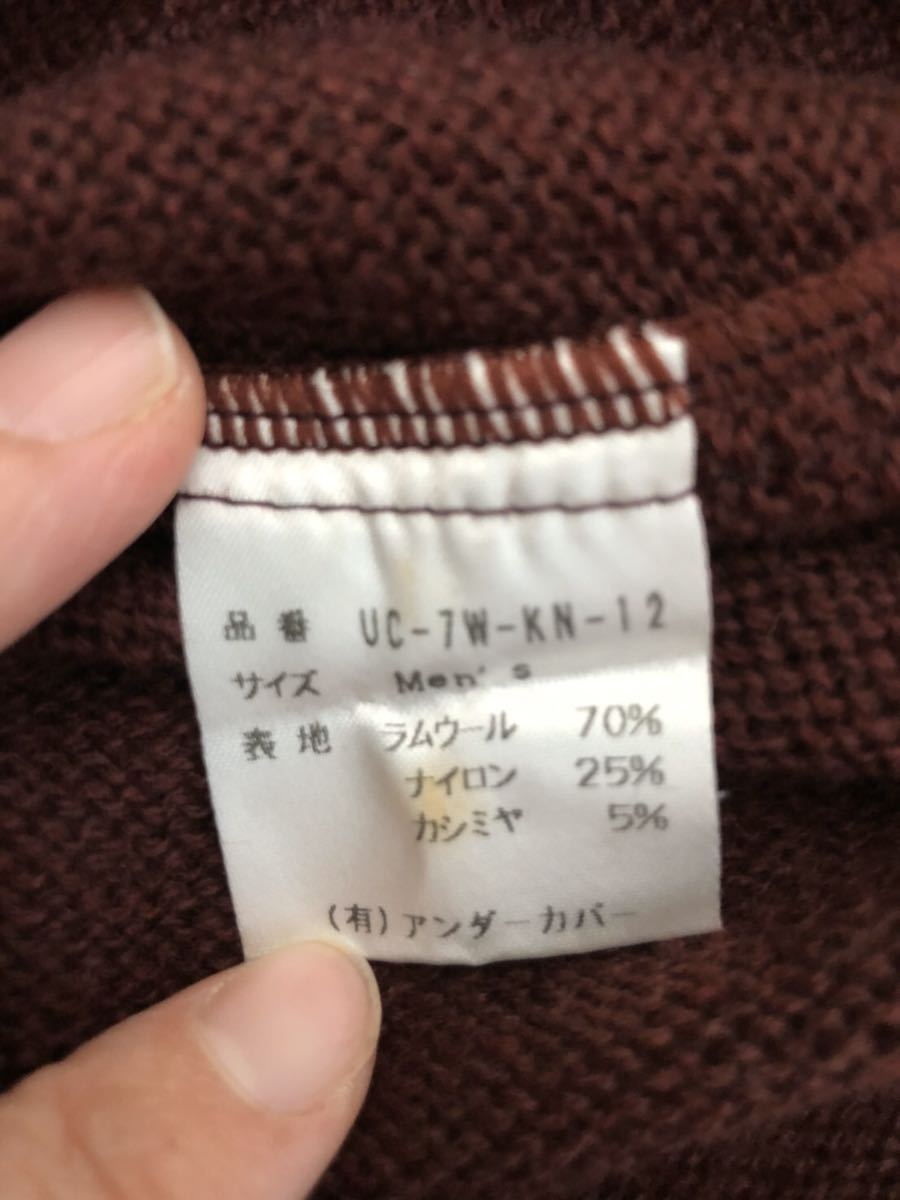 品番 UC-7W-KN-12
サイズ Men's
表地 ラムウール 70%
ナイロン 25%
カシミヤ 5%
(有)アンダーカバー